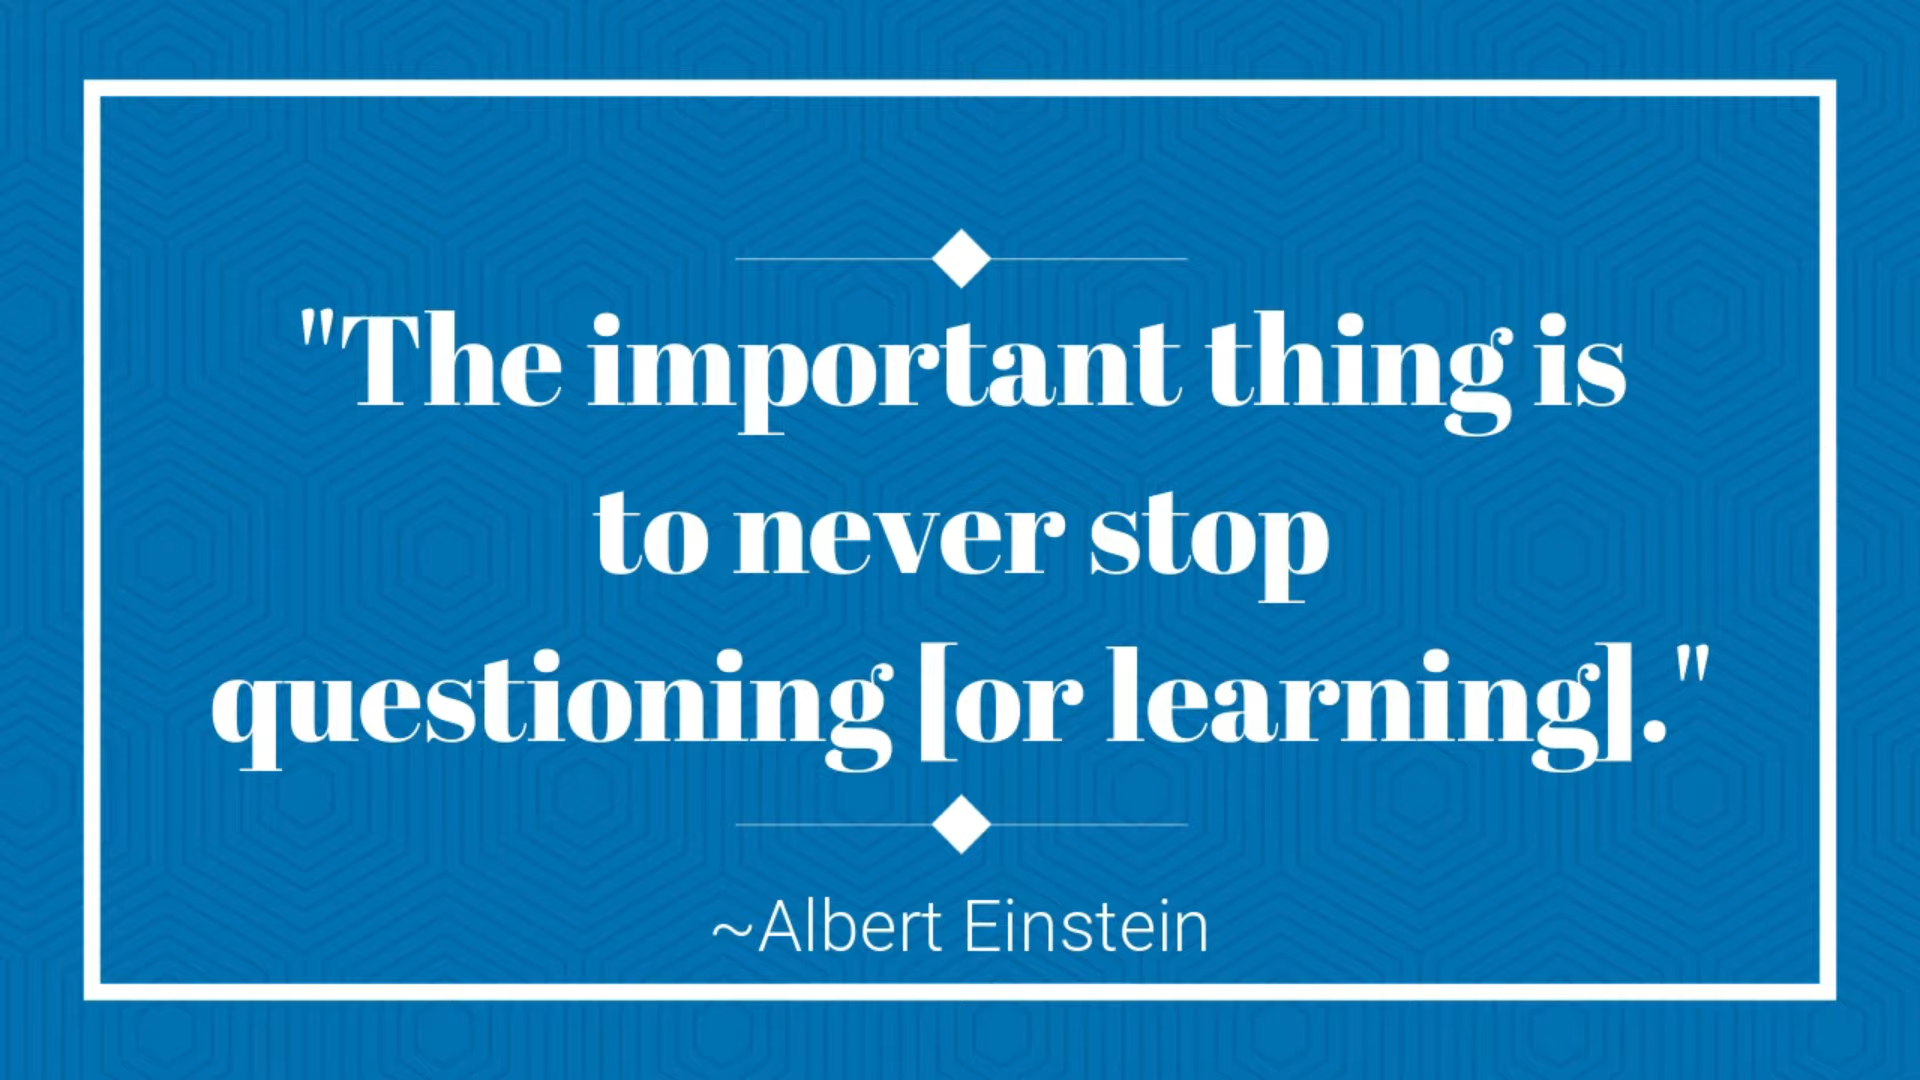 "The important thing is
to never stop
questioning [or learning]."
~Albert Einstein